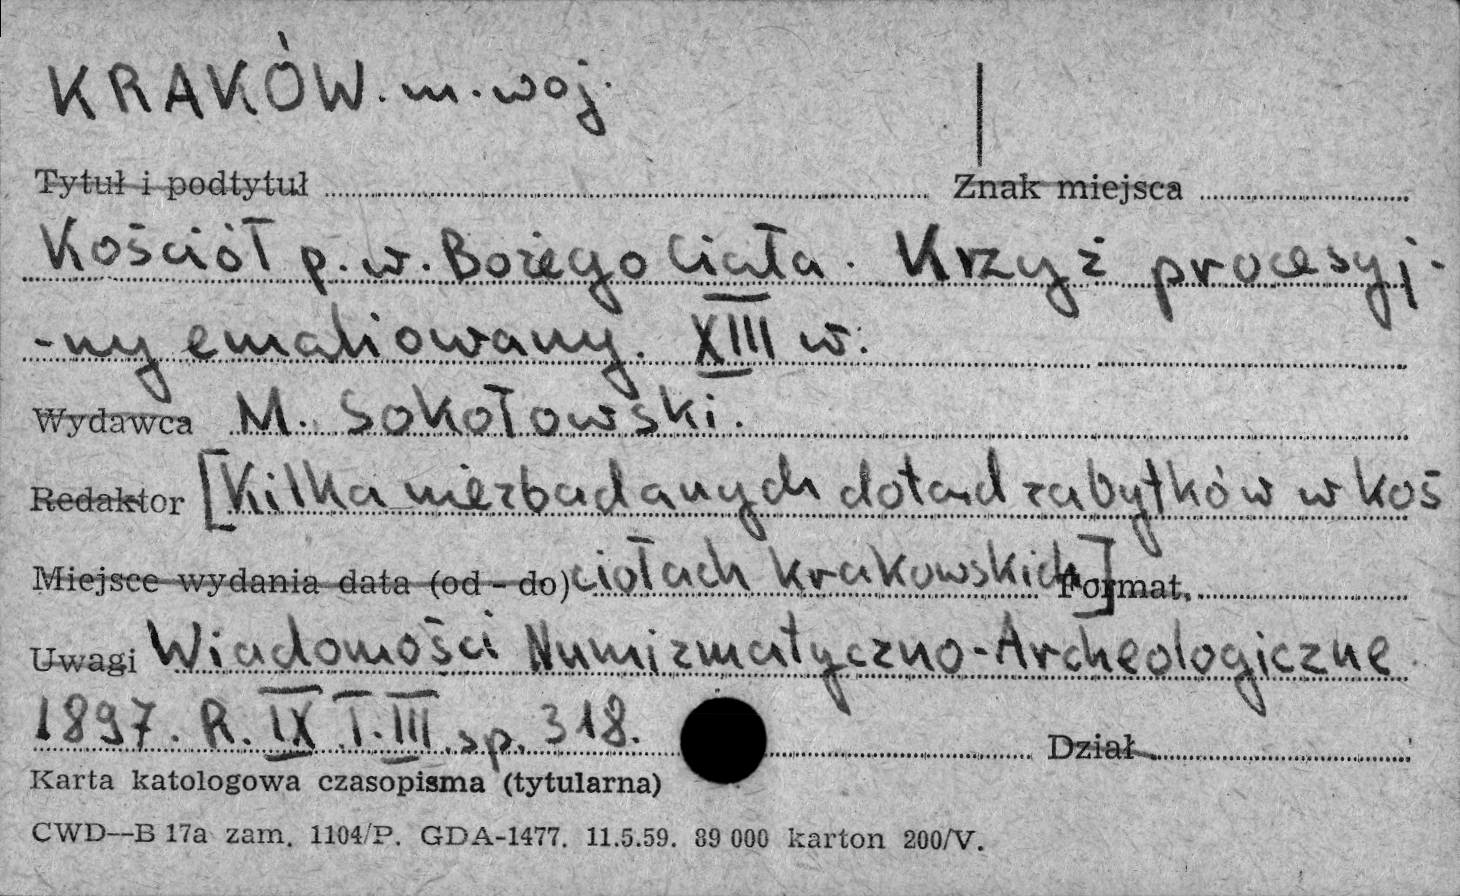 KRAKÓW. m. woj.
Tytuł i podtytuł Znak miejsca
Kościół p. w. Bożego Ciała. Krzyż procesyj-
-ny emaliowany. XIII w.
Wydawca M. Sokołowski.
Redaktor [Kilka niezbadanych dotąd zabytków w koś
Miejsce wydania data (od - do) ciołach krakowskich] Format
Uwagi Wiadomości Numizmatyczno-Archeologiczne
1897. R. IX T. III. sp. 318. Dział
Karta katologowa czasopisma (tytularna)
CWD—B 17a zam. 1104/P. GDA-1477. 11.5.59. 89 000 karton 200/V.